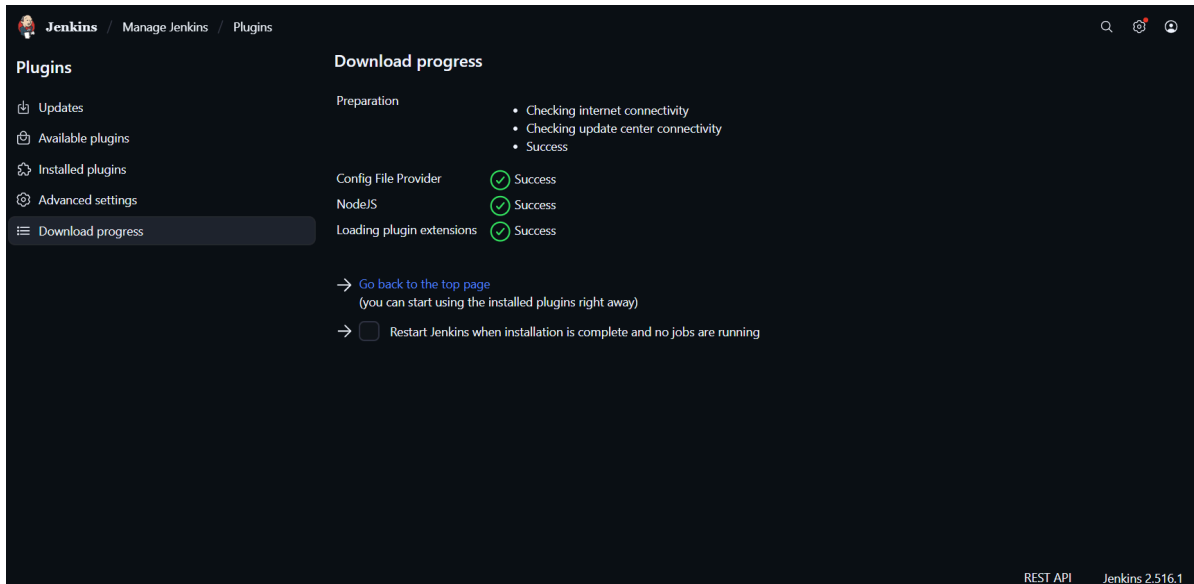 Jenkins / Manage Jenkins / Plugins
Plugins
Updates
Available plugins
Installed plugins
Advanced settings
Download progress
Download progress
Preparation
• Checking internet connectivity
• Checking update center connectivity
• Success
Config File Provider Success
NodeJS Success
Loading plugin extensions Success
Go back to the top page
(you can start using the installed plugins right away)
Restart Jenkins when installation is complete and no jobs are running
REST API Jenkins 2.516.1